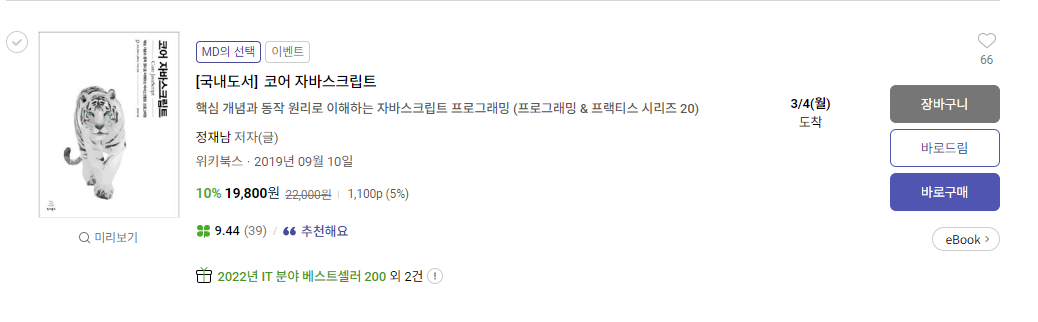 코어 자바스크립트
Core JavaScript
MD의 선택 이벤트
[국내도서] 코어 자바스크립트
핵심 개념과 동작 원리로 이해하는 자바스크립트 프로그래밍 (프로그래밍 & 프랙티스 시리즈 20)
정재남 저자(글)
위키북스 · 2019년 09월 10일
10% 19,800원 22,000원 1,100p (5%)
9.44 (39) / 추천해요
2022년 IT 분야 베스트셀러 200 외 2건
미리보기
3/4(월)
도착
66
장바구니
바로드림
바로구매
eBook